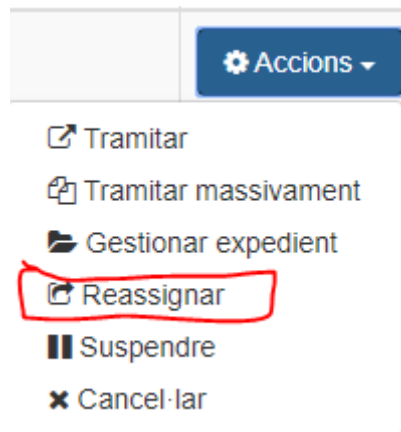 Accions
Tramitar
Tramitar massivament
Gestionar expedient
Reassignar
Suspendre
Cancel·lar